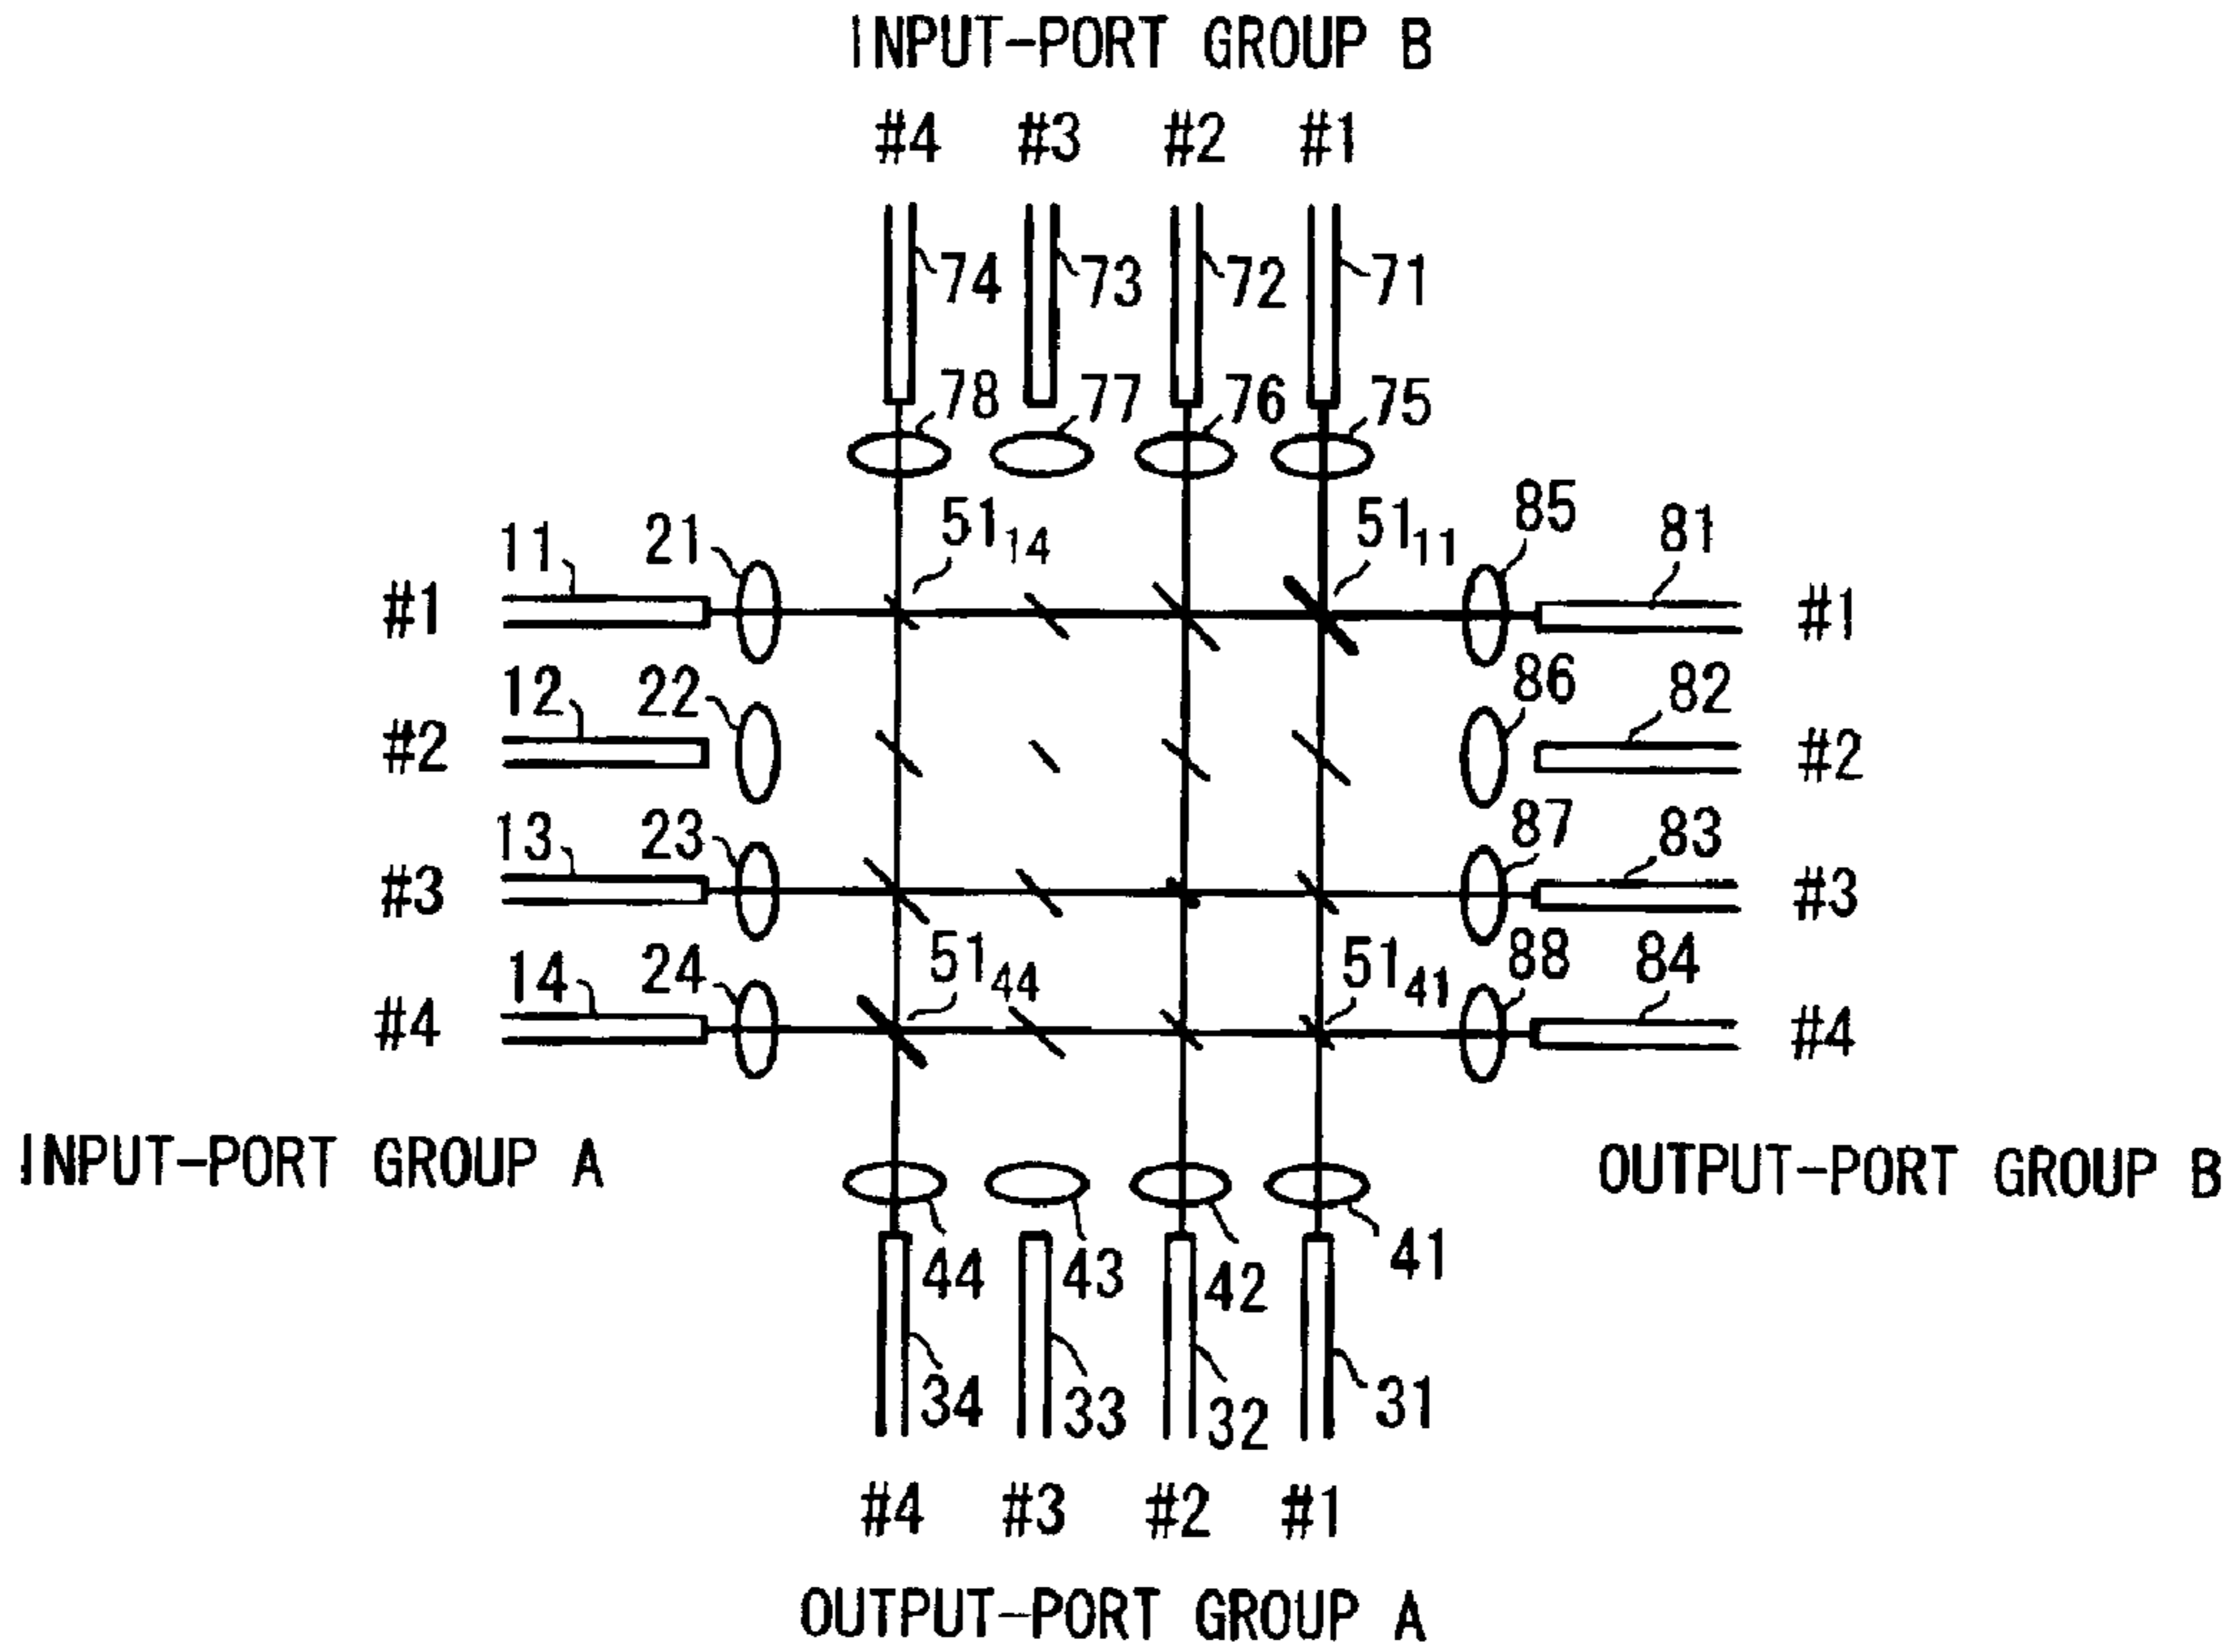 INPUT-PORT GROUP B
#4 #3 #2 #1
74 73 72 71
78 77 76 75
11 21 51₁₄ 51₁₁ 85 81
#1 #1
12 22 86 82
#2 #2
13 23 87 83
#3 #3
14 24 51₄₄ 51₄₁ 88 84
#4 #4
INPUT-PORT GROUP A OUTPUT-PORT GROUP B
44 43 42 41
34 33 32 31
#4 #3 #2 #1
OUTPUT-PORT GROUP A